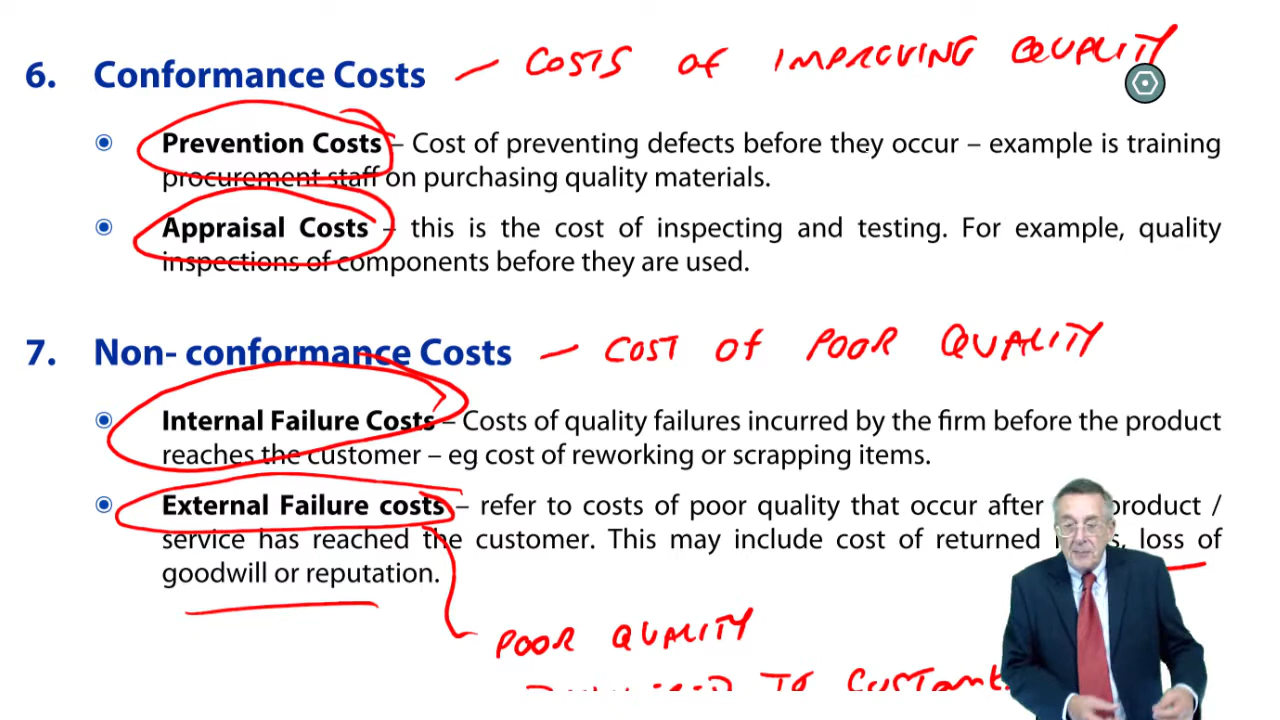 6. Conformance Costs – COSTS OF IMPROVING QUALITY
Prevention Costs – Cost of preventing defects before they occur – example is training
procurement staff on purchasing quality materials.
Appraisal Costs – this is the cost of inspecting and testing. For example, quality
inspections of components before they are used.
7. Non- conformance Costs – COST OF POOR QUALITY
Internal Failure Costs – Costs of quality failures incurred by the firm before the product
reaches the customer – eg cost of reworking or scrapping items.
External Failure costs – refer to costs of poor quality that occur after product /
service has reached the customer. This may include cost of returned loss of
goodwill or reputation.
POOR QUALITY
TO